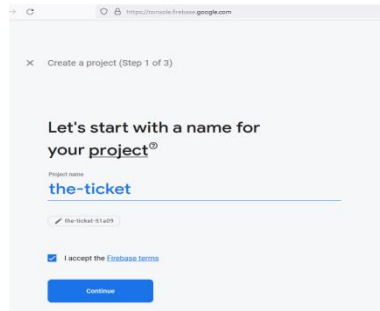 https://console.firebase.google.com
Create a project (Step 1 of 3)
Let's start with a name for
your project
Project name
the-ticket
the-ticket-51a09
I accept the Firebase terms
Continue